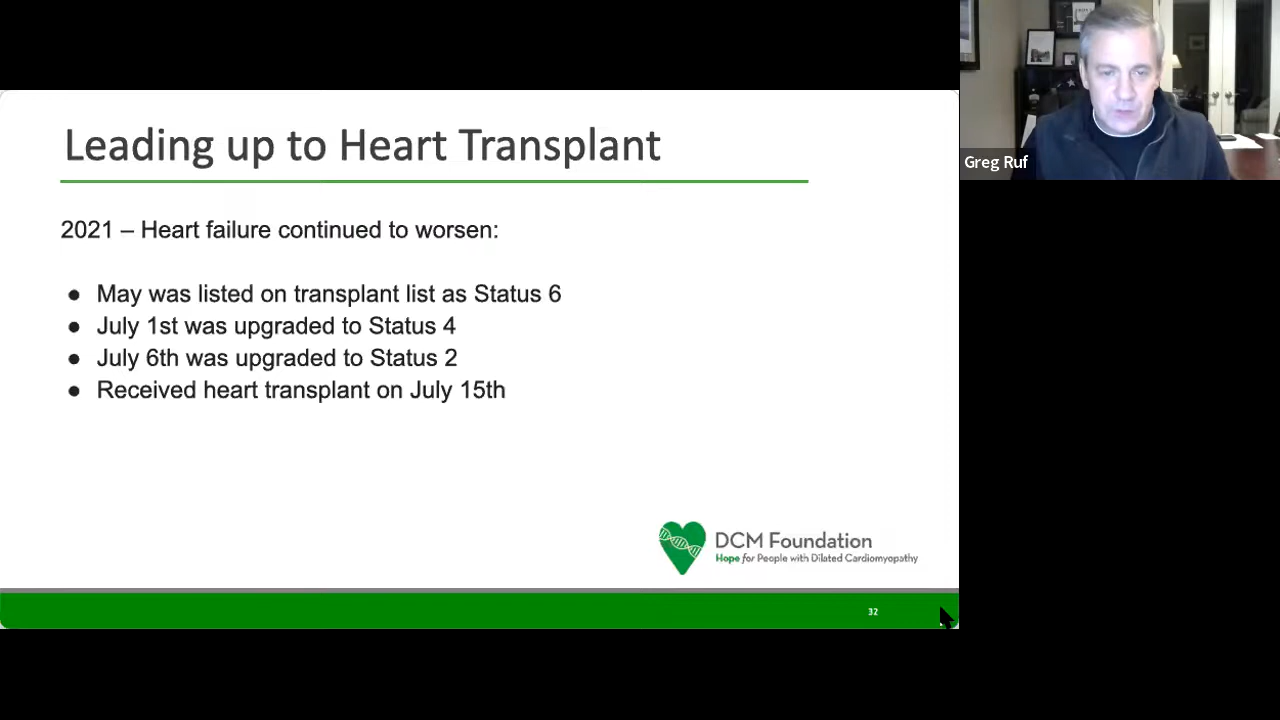 Leading up to Heart Transplant
2021 – Heart failure continued to worsen:
● May was listed on transplant list as Status 6
● July 1st was upgraded to Status 4
● July 6th was upgraded to Status 2
● Received heart transplant on July 15th
DCM Foundation
Hope for People with Dilated Cardiomyopathy
32
Greg Ruf